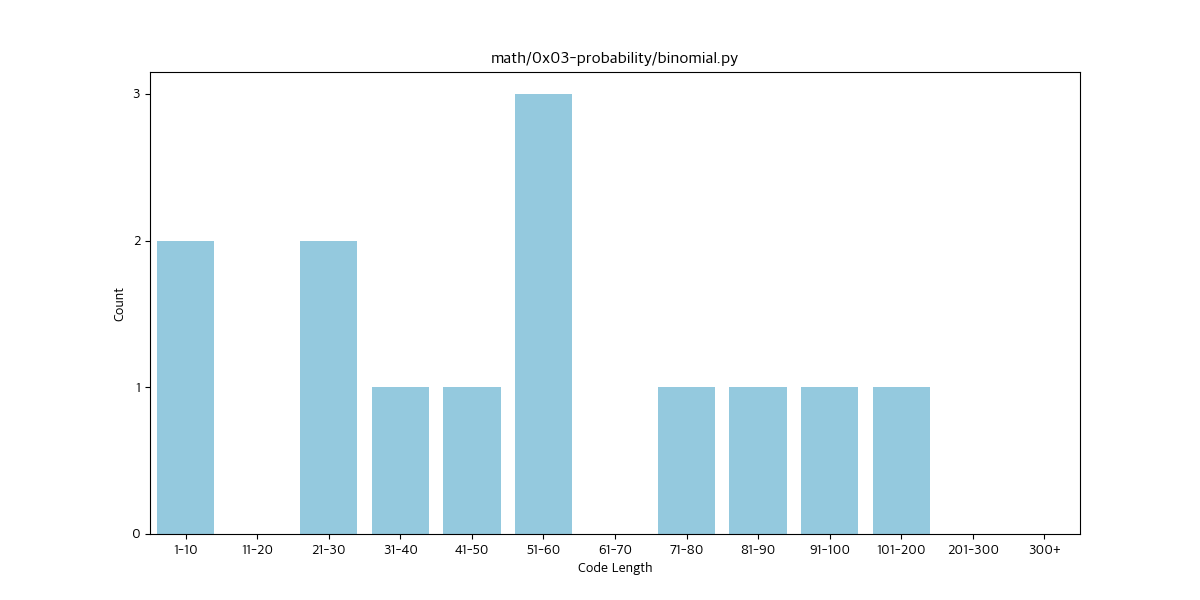 math/0x03-probability/binomial.py
3
2
1
0
Count
1-10 11-20 21-30 31-40 41-50 51-60 61-70 71-80 81-90 91-100 101-200 201-300 300+
Code Length